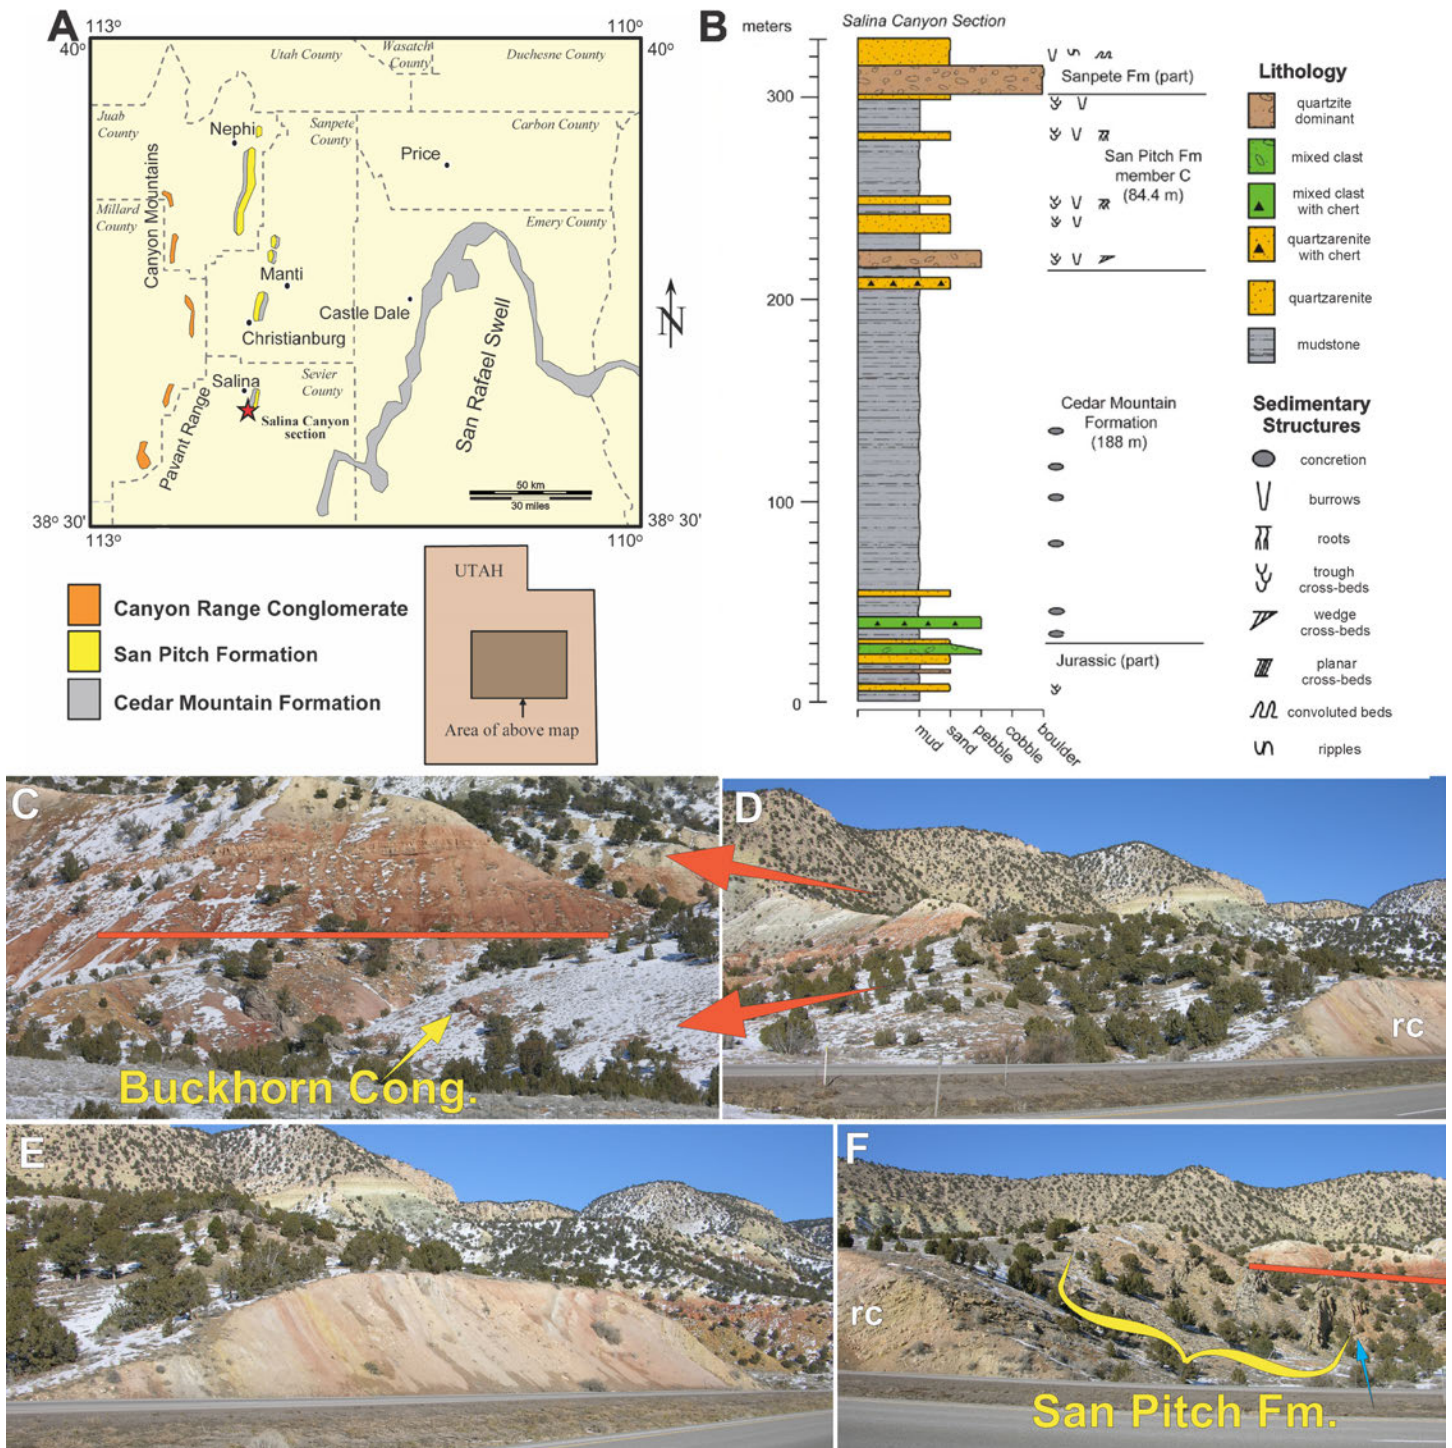 A
113°
110°
40°
40°
Utah County
Wasatch
County
Duchesne County
Juab
County
Nephi
Sanpete
County
Carbon County
Price
Canyon Mountains
Millard
County
Emery County
Manti
Castle Dale
Christianburg
San Rafael Swell
N
Salina
Sevier
County
Salina Canyon
section
Pavant Range
50 km
30 miles
38° 30'
38° 30'
113°
110°
Canyon Range Conglomerate
San Pitch Formation
Cedar Mountain Formation
UTAH
Area of above map
B
meters
Salina Canyon Section
300
200
100
0
Sanpete Fm (part)
San Pitch Fm
member C
(84.4 m)
Cedar Mountain
Formation
(188 m)
Jurassic (part)
mud
sand
pebble
cobble
boulder
Lithology
quartzite
dominant
mixed clast
mixed clast
with chert
quartzarenite
with chert
quartzarenite
mudstone
Sedimentary
Structures
concretion
burrows
roots
trough
cross-beds
wedge
cross-beds
planar
cross-beds
convoluted beds
ripples
C
Buckhorn Cong.
D
rc
E
F
rc
San Pitch Fm.